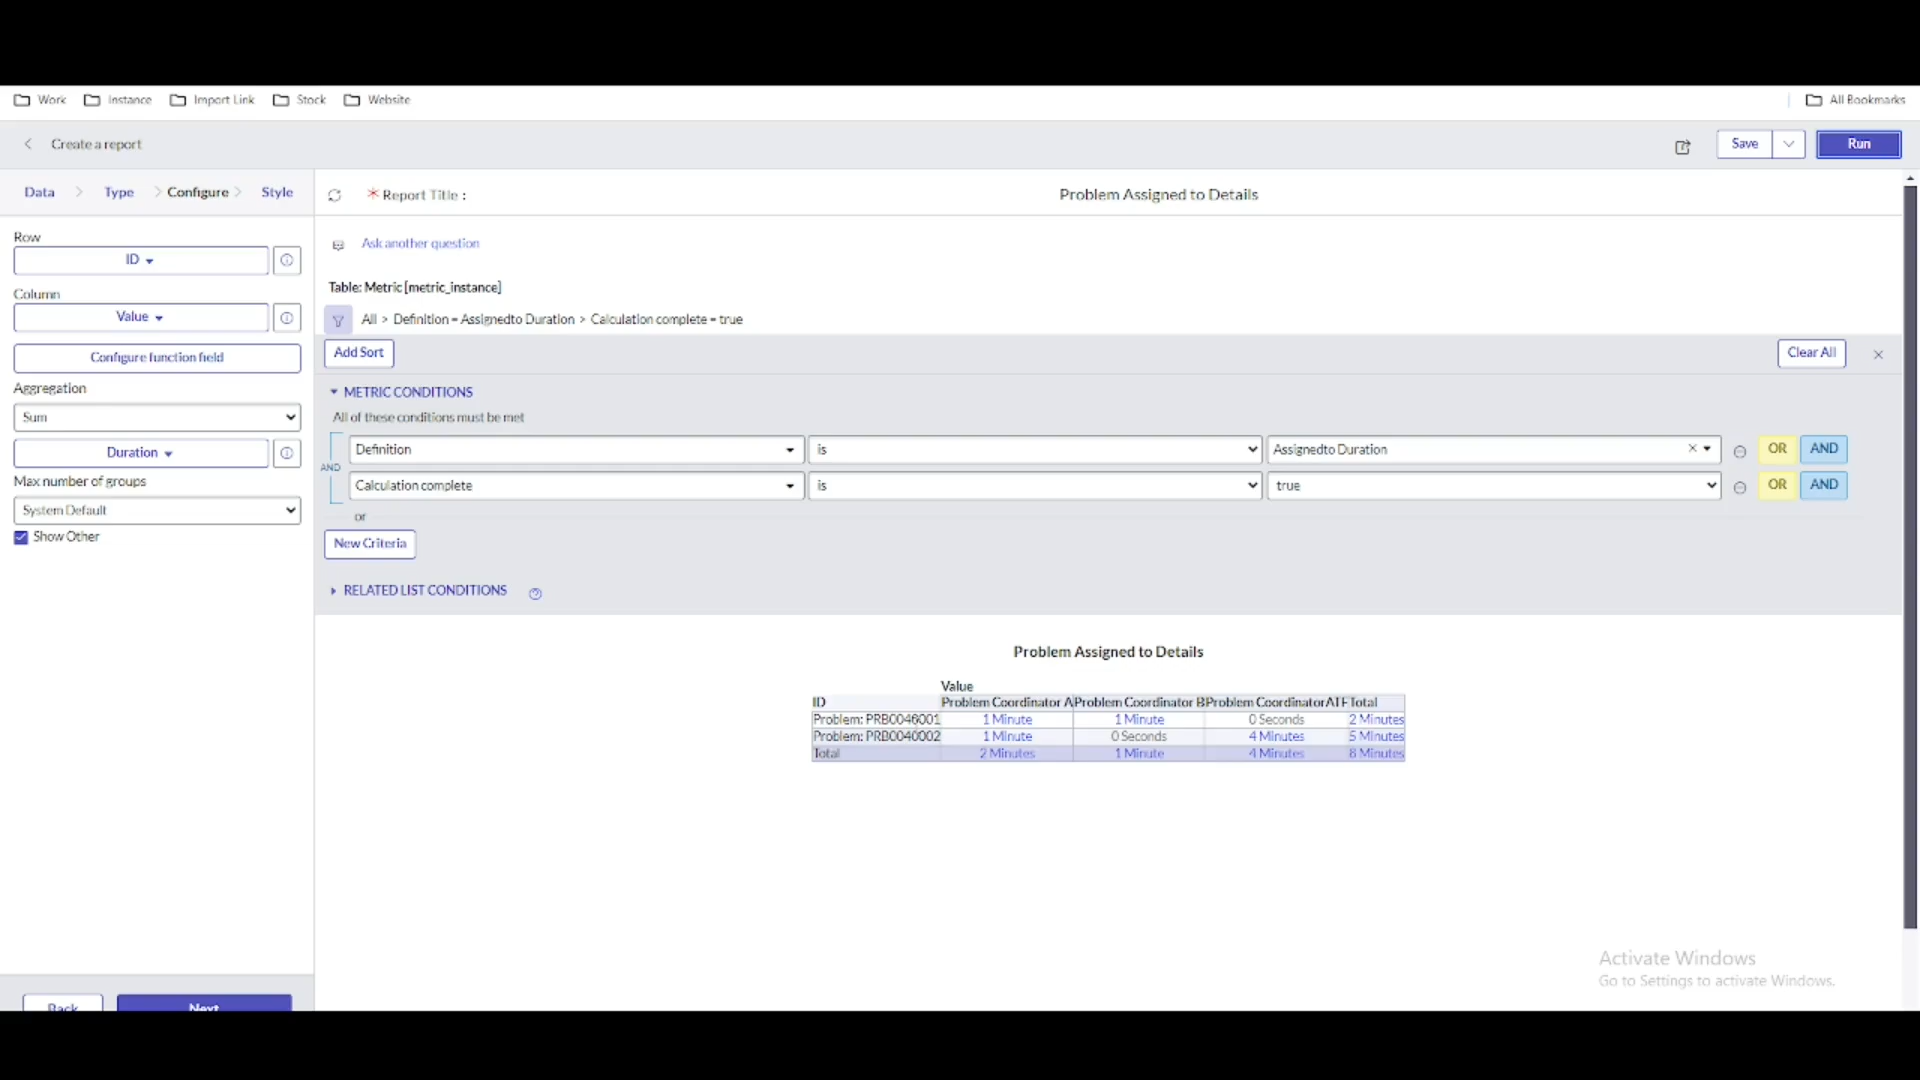 Work Instance Import Link Stock Website All Bookmarks
Create a report Save Run
Data Type Configure Style
* Report Title : Problem Assigned to Details
Row
ID
Column
Value
Configure function field
Aggregation
Sum
Duration
Max number of groups
System Default
Show Other
Back Next
Ask another question
Table: Metric [metric_instance]
All > Definition = Assignedto Duration > Calculation complete = true
Add Sort Clear All
METRIC CONDITIONS
All of these conditions must be met
AND
Definition is Assignedto Duration OR AND
Calculation complete is true OR AND
or
New Criteria
RELATED LIST CONDITIONS
Problem Assigned to Details
Value
ID Problem Coordinator A Problem Coordinator B Problem CoordinatorATF Total
Problem: PRB0040001 1 Minute 1 Minute 0 Seconds 2 Minutes
Problem: PRB0040002 1 Minute 0 Seconds 4 Minutes 5 Minutes
Total 2 Minutes 1 Minute 4 Minutes 8 Minutes
Activate Windows
Go to Settings to activate Windows.